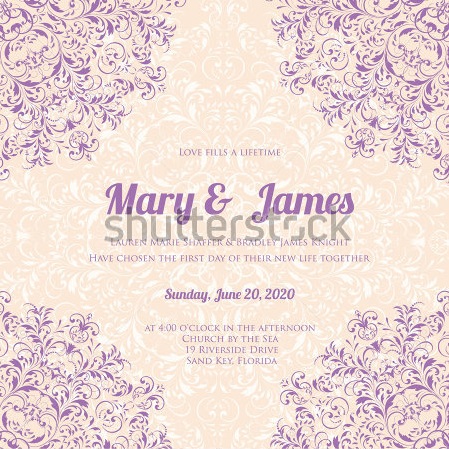 Love fills a lifetime
Mary & James
shutterstock
Lauren Marie Shaffer & Bradley James Knight
Have chosen the first day of their new life together
Sunday, June 20, 2020
at 4:00 o'clock in the afternoon
Church by the Sea
19 Riverside Drive
Sand Key, Florida